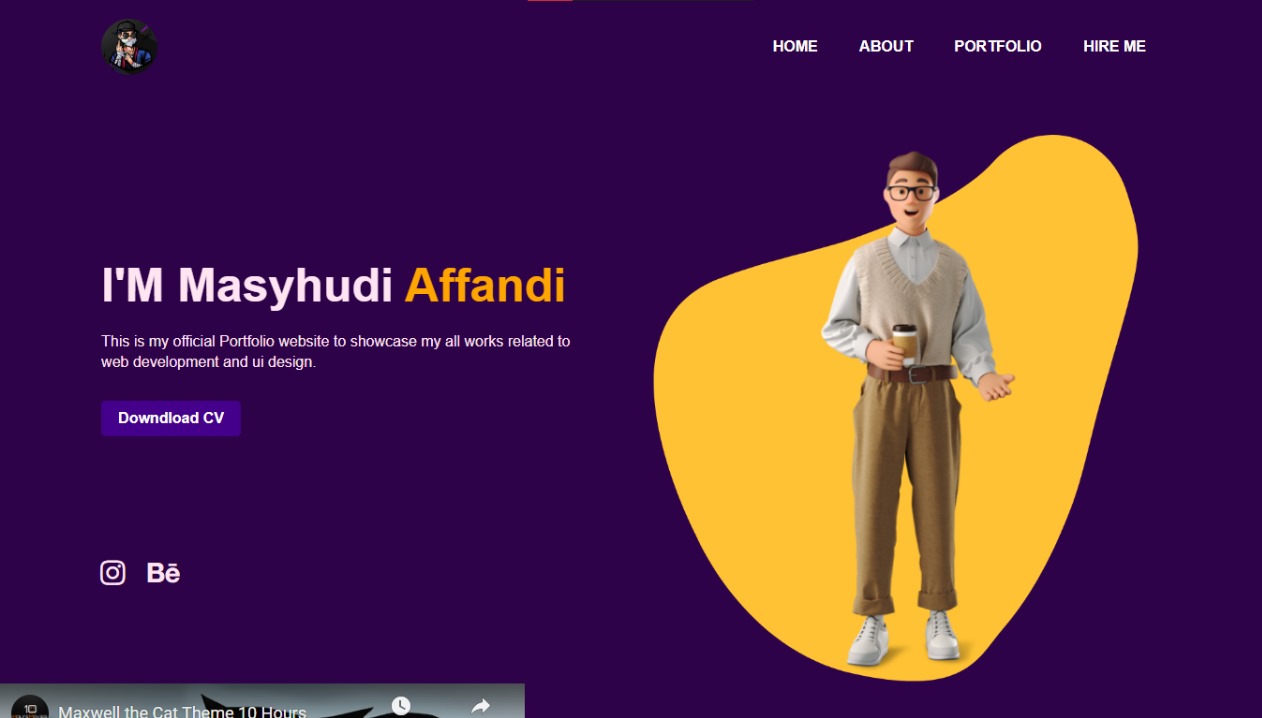 HOME ABOUT PORTFOLIO HIRE ME
I'M Masyhudi Affandi
This is my official Portfolio website to showcase my all works related to
web development and ui design.
Downdload CV
Bē
10
Maxwell the Cat Theme 10 Hours